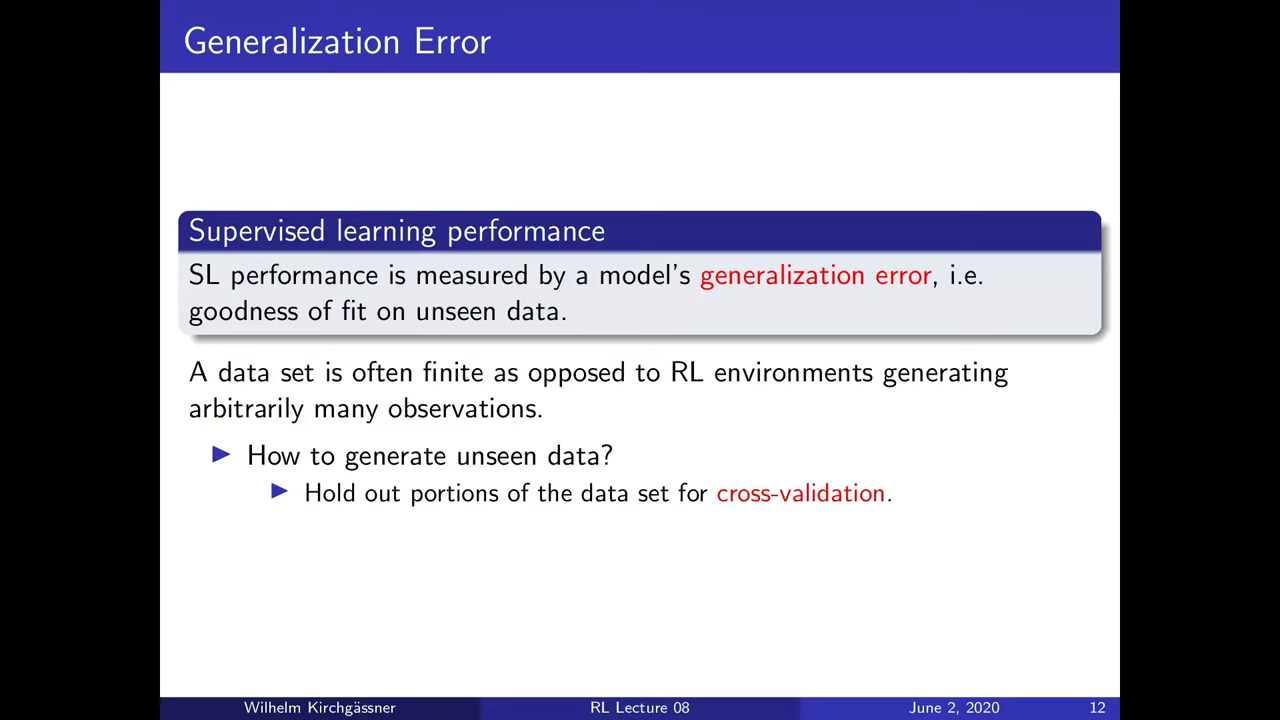 Generalization Error
Supervised learning performance
SL performance is measured by a model's generalization error, i.e.
goodness of fit on unseen data.
A data set is often finite as opposed to RL environments generating
arbitrarily many observations.
How to generate unseen data?
Hold out portions of the data set for cross-validation.
Wilhelm Kirchgässner RL Lecture 08 June 2, 2020 12